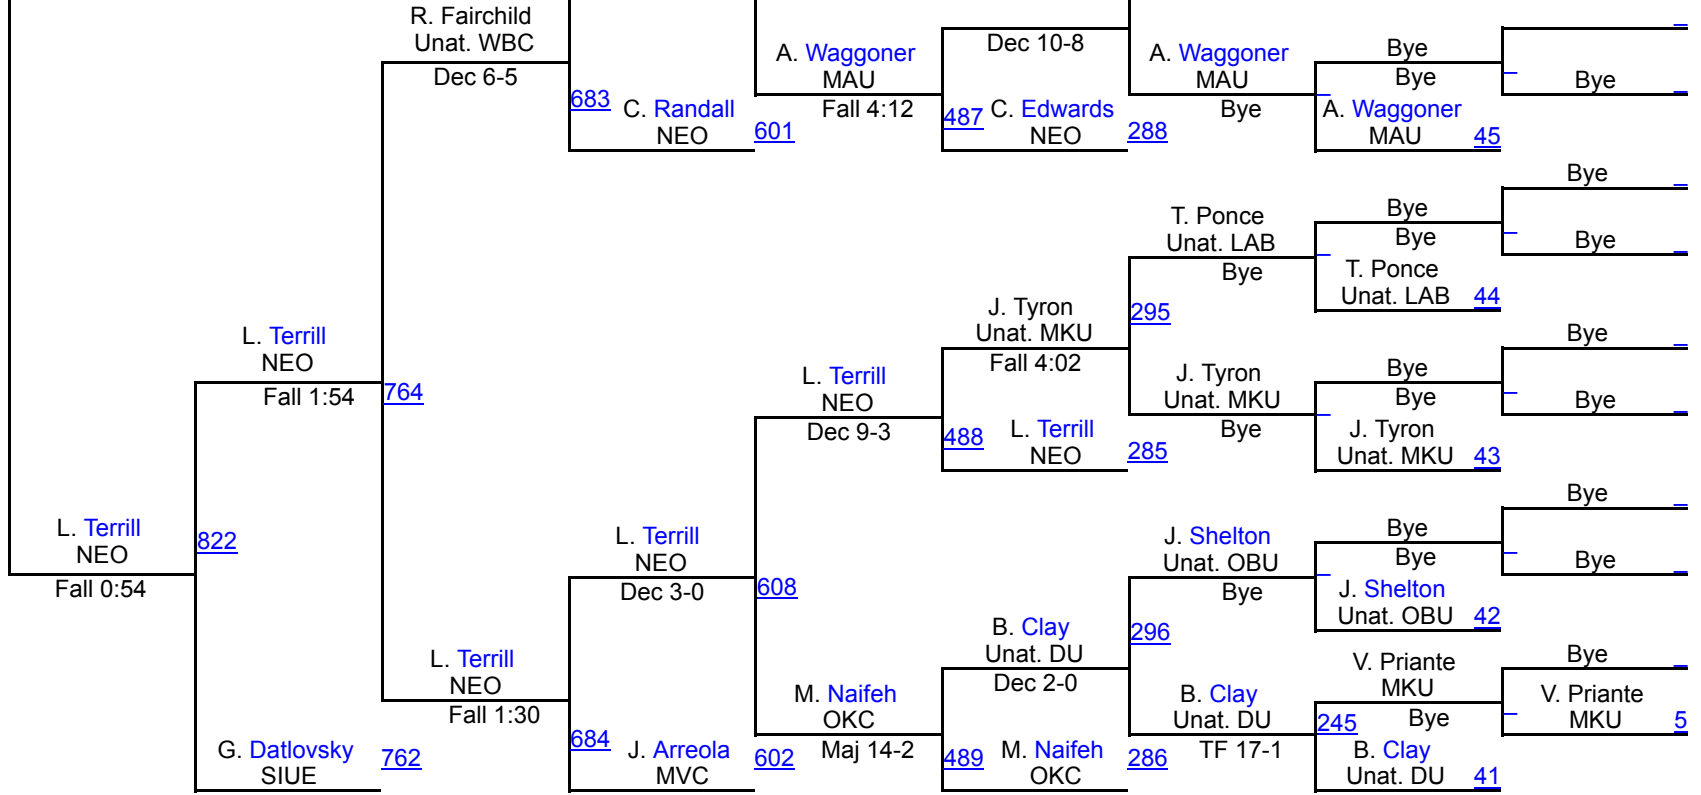 R. Fairchild
Unat. WBC
Dec 6-5
683
C. Randall
NEO
601
A. Waggoner
MAU
Fall 4:12
Dec 10-8
487
C. Edwards
NEO
288
A. Waggoner
MAU
Bye
Bye
Bye
A. Waggoner
MAU
45
Bye
Bye
T. Ponce
Unat. LAB
Bye
Bye
Bye
T. Ponce
Unat. LAB
44
Bye
J. Tyron
Unat. MKU
Fall 4:02
295
L. Terrill
NEO
Fall 1:54
764
L. Terrill
NEO
Dec 9-3
488
L. Terrill
NEO
285
J. Tyron
Unat. MKU
Bye
Bye
Bye
J. Tyron
Unat. MKU
43
Bye
Bye
L. Terrill
NEO
Fall 0:54
822
L. Terrill
NEO
Dec 3-0
608
J. Shelton
Unat. OBU
Bye
Bye
Bye
J. Shelton
Unat. OBU
42
Bye
Bye
B. Clay
Unat. DU
Dec 2-0
296
L. Terrill
NEO
Fall 1:30
684
M. Naifeh
OKC
Maj 14-2
489
M. Naifeh
OKC
286
B. Clay
Unat. DU
TF 17-1
V. Priante
MKU
Bye
245
B. Clay
Unat. DU
41
Bye
V. Priante
MKU
5
G. Datlovsky
SIUE
762
J. Arreola
MVC
602